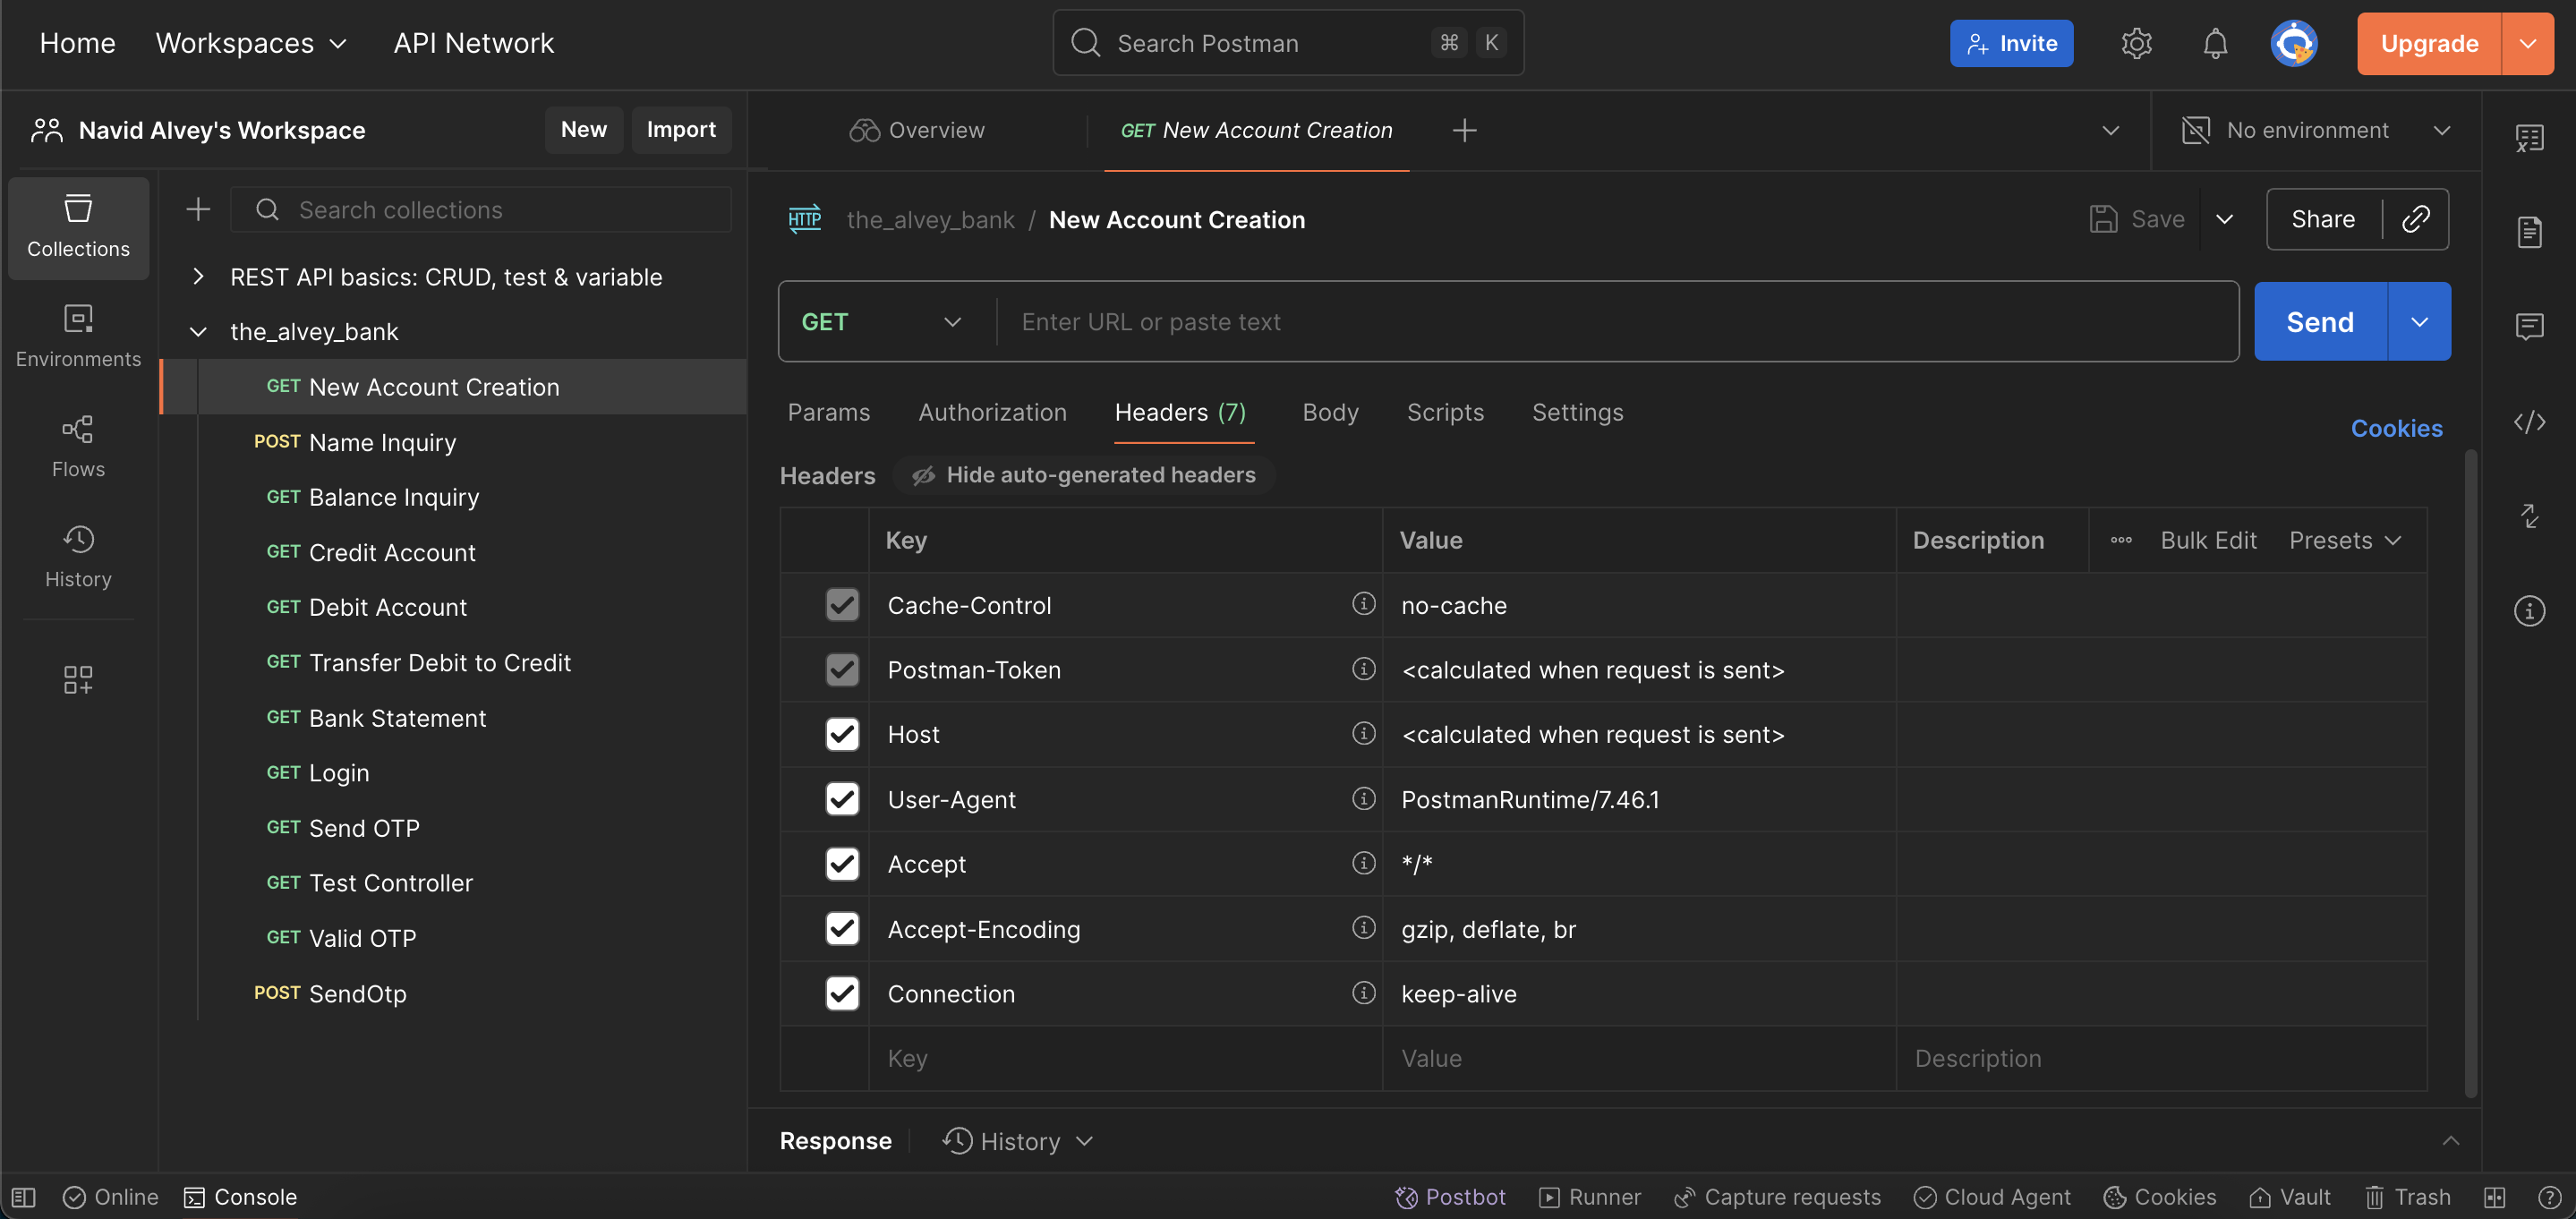 Home Workspaces API Network Search Postman ⌘ K Invite Upgrade
Navid Alvey's Workspace New Import
Overview GET New Account Creation No environment
Collections
Environments
Flows
History
Search collections
REST API basics: CRUD, test & variable
the_alvey_bank
GET New Account Creation
POST Name Inquiry
GET Balance Inquiry
GET Credit Account
GET Debit Account
GET Transfer Debit to Credit
GET Bank Statement
GET Login
GET Send OTP
GET Test Controller
GET Valid OTP
POST SendOtp
HTTP the_alvey_bank / New Account Creation Save Share
GET Enter URL or paste text Send
Params Authorization Headers (7) Body Scripts Settings Cookies
Headers Hide auto-generated headers
Key Value Description Bulk Edit Presets
Cache-Control no-cache
Postman-Token <calculated when request is sent>
Host <calculated when request is sent>
User-Agent PostmanRuntime/7.46.1
Accept */*
Accept-Encoding gzip, deflate, br
Connection keep-alive
Key Value Description
Response History
Online Console Postbot Runner Capture requests Cloud Agent Cookies Vault Trash